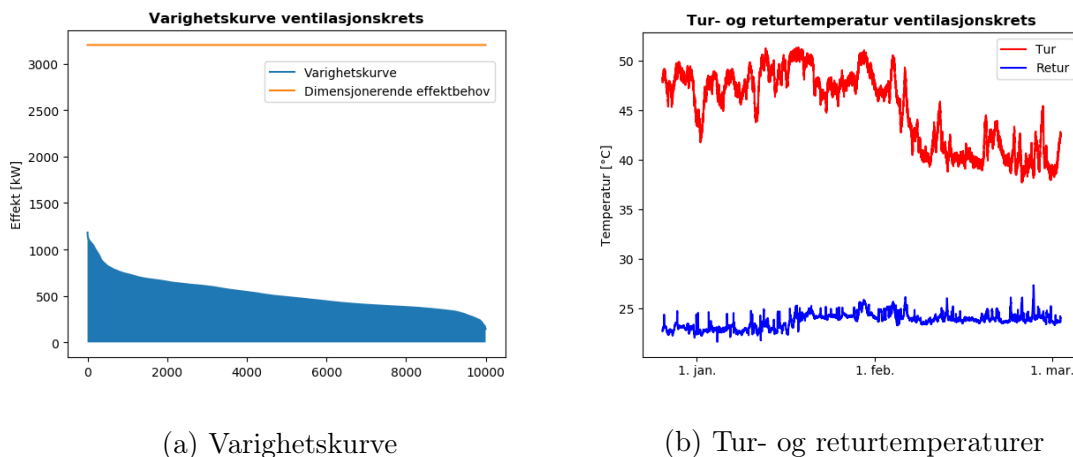 Varighetskurve ventilasjonskrets
3000
2500
2000
1500
1000
500
0
Effekt [kW]
Varighetskurve
Dimensjonerende effektbehov
0 2000 4000 6000 8000 10000
(a) Varighetskurve
Tur- og returtemperatur ventilasjonskrets
50
45
40
35
30
25
Temperatur [°C]
Tur
Retur
1. jan. 1. feb. 1. mar.
(b) Tur- og returtemperaturer